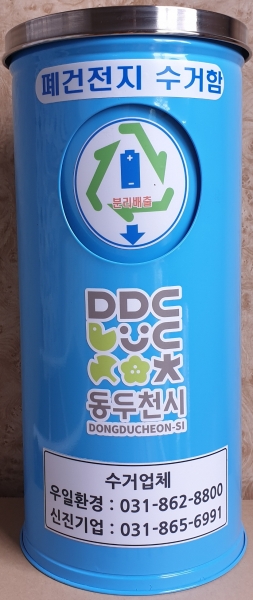 폐건전지 수거함
분리배출
DDC
동두천시
DONGDUCHEON-SI
수거업체
우일환경 : 031-862-8800
신진기업 : 031-865-6991